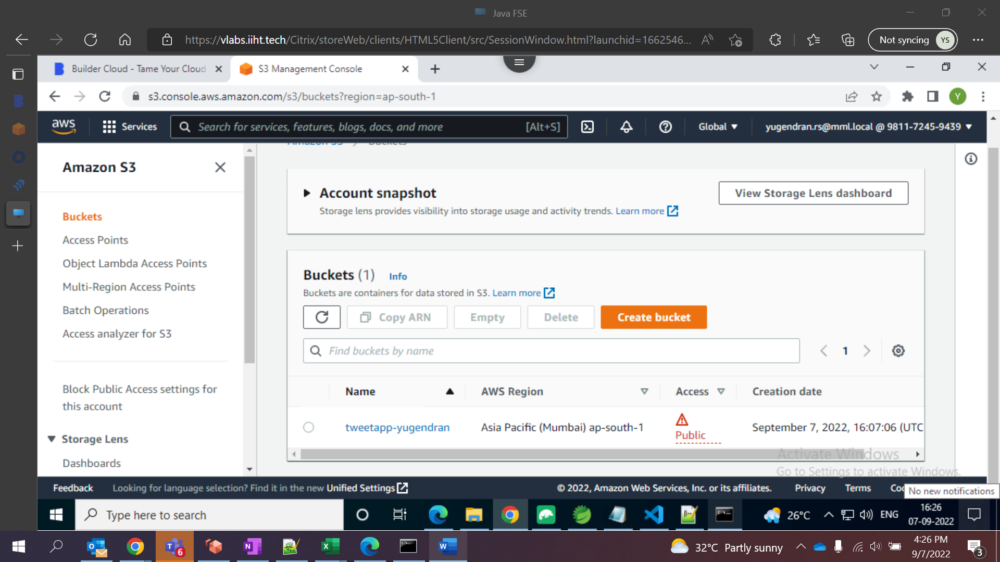 Java FSE
https://vlabs.iiht.tech/Citrix/storeWeb/clients/HTML5Client/src/SessionWindow.html?launchid=1662546...
Not syncing YS
Builder Cloud - Tame Your Cloud
S3 Management Console
s3.console.aws.amazon.com/s3/buckets?region=ap-south-1
Y
aws
Services
Search for services, features, blogs, docs, and more [Alt+S]
Global
yugendran.rs@mml.local @ 9811-7245-9439
Amazon S3
Buckets
Amazon S3
Buckets
Access Points
Object Lambda Access Points
Multi-Region Access Points
Batch Operations
Access analyzer for S3
Block Public Access settings for
this account
Storage Lens
Dashboards
Account snapshot
View Storage Lens dashboard
Storage lens provides visibility into storage usage and activity trends. Learn more
Buckets (1) Info
Buckets are containers for data stored in S3. Learn more
Copy ARN
Empty
Delete
Create bucket
Find buckets by name
1
Name
AWS Region
Access
Creation date
tweetapp-yugendran
Asia Pacific (Mumbai) ap-south-1
Public
September 7, 2022, 16:07:06 (UTC
Activate Windows
Go to Settings to activate Windows.
Feedback
Looking for language selection? Find it in the new Unified Settings
© 2022, Amazon Web Services, Inc. or its affiliates.
Privacy
Terms
Coo
No new notifications
Type here to search
26°C
ENG
16:26
07-09-2022
6
32°C Partly sunny
4:26 PM
9/7/2022
3